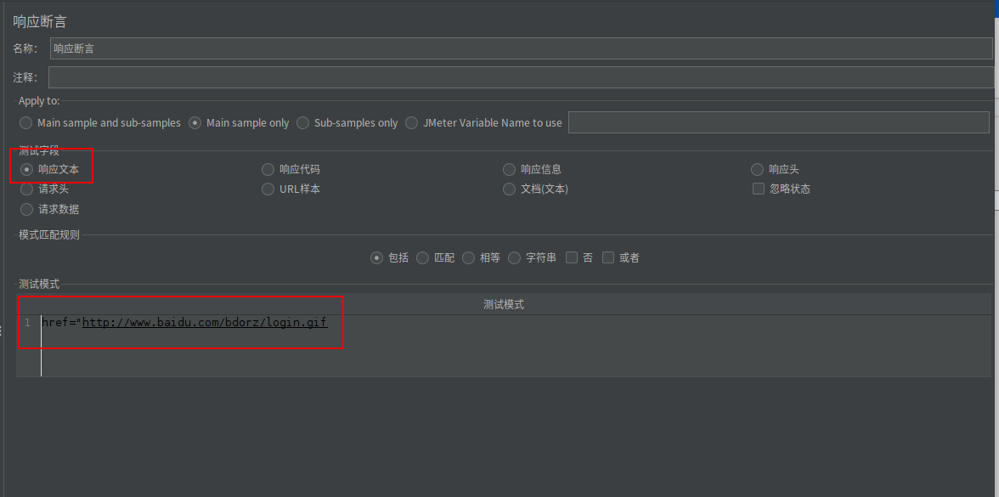 响应断言
名称： 响应断言
注释：
Apply to:
Main sample and sub-samples Main sample only Sub-samples only JMeter Variable Name to use
测试字段
响应文本 响应代码 响应信息 响应头
请求头 URL样本 文档(文本) 忽略状态
请求数据
模式匹配规则
包括 匹配 相等 字符串 否 或者
测试模式
测试模式
1 href="http://www.baidu.com/bdorz/login.gif